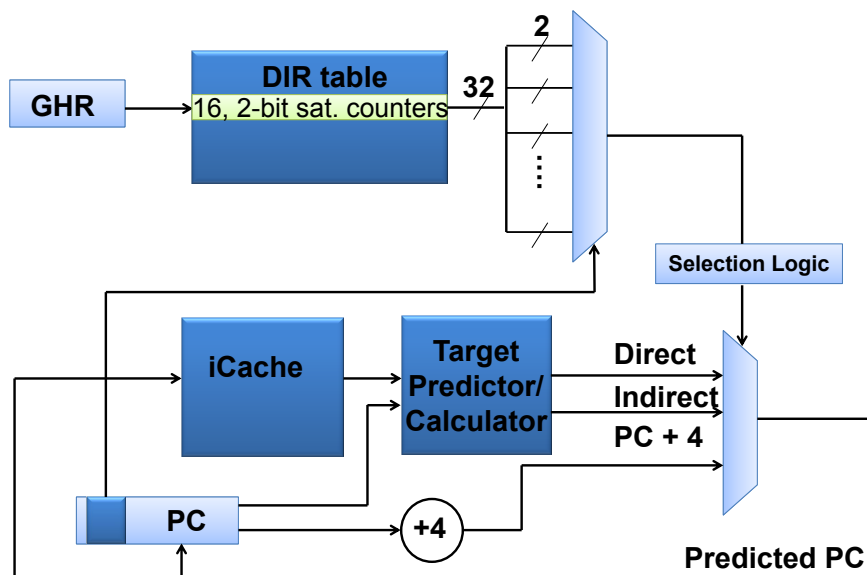 2
DIR table
32
GHR
16, 2-bit sat. counters
....
Selection Logic
iCache
Target
Predictor/
Calculator
Direct
Indirect
PC + 4
PC
+4
Predicted PC